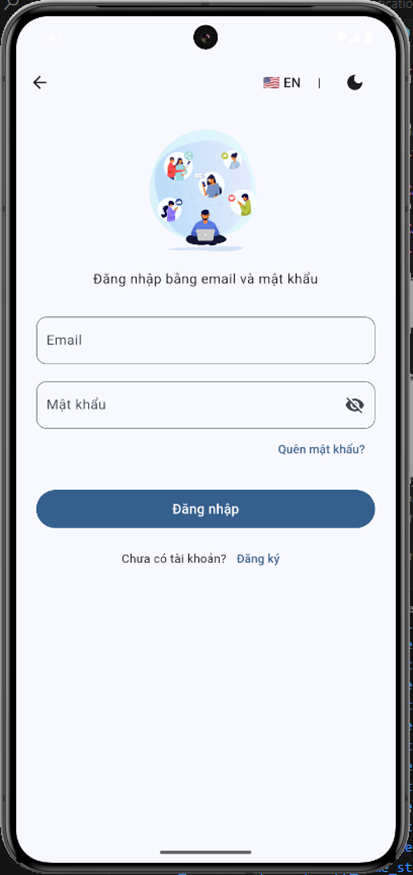 EN |
Đăng nhập bằng email và mật khẩu
Email
Mật khẩu
Quên mật khẩu?
Đăng nhập
Chưa có tài khoản? Đăng ký